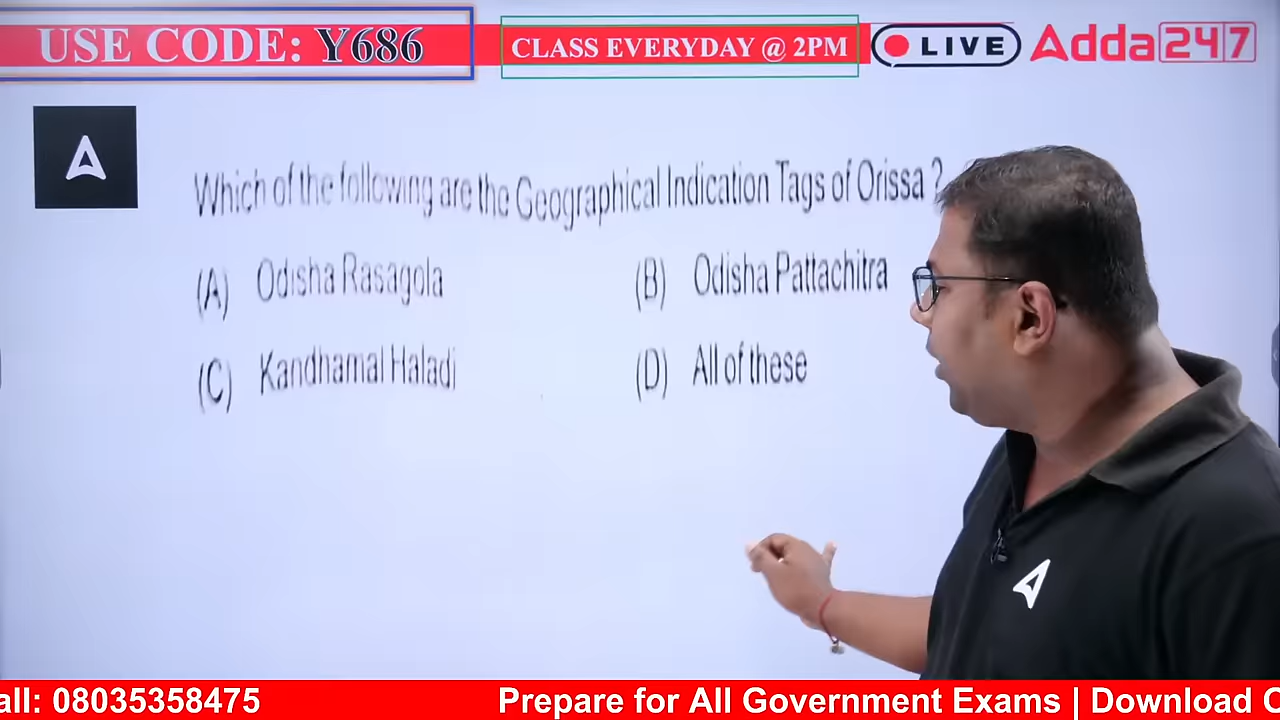 USE CODE: Y686
CLASS EVERYDAY @ 2PM
LIVE
Adda247
Which of the following are the Geographical Indication Tags of Orissa ?
(A) Odisha Rasagola
(B) Odisha Pattachitra
(C) Kandhamal Haladi
(D) All of these
all: 08035358475
Prepare for All Government Exams | Download